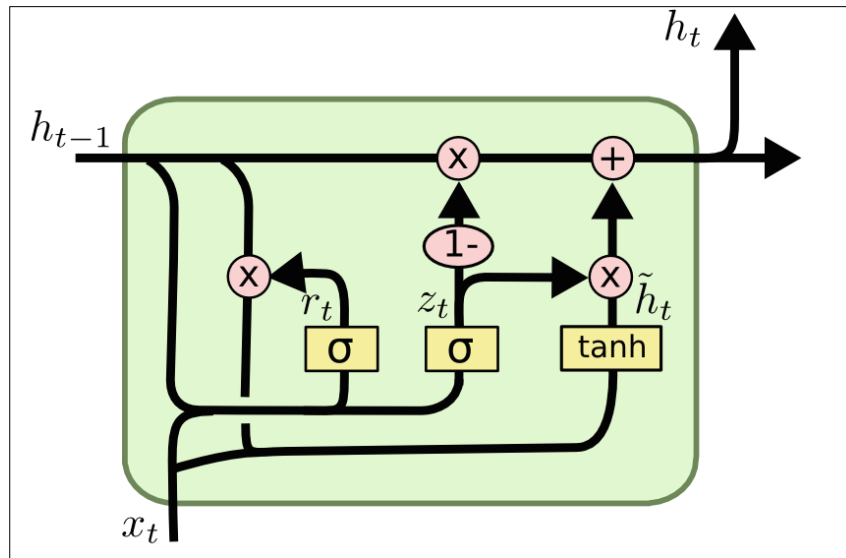 h_t
h_{t-1}
x +
1-
x x
r_t z_t h̃_t
σ σ tanh
x_t